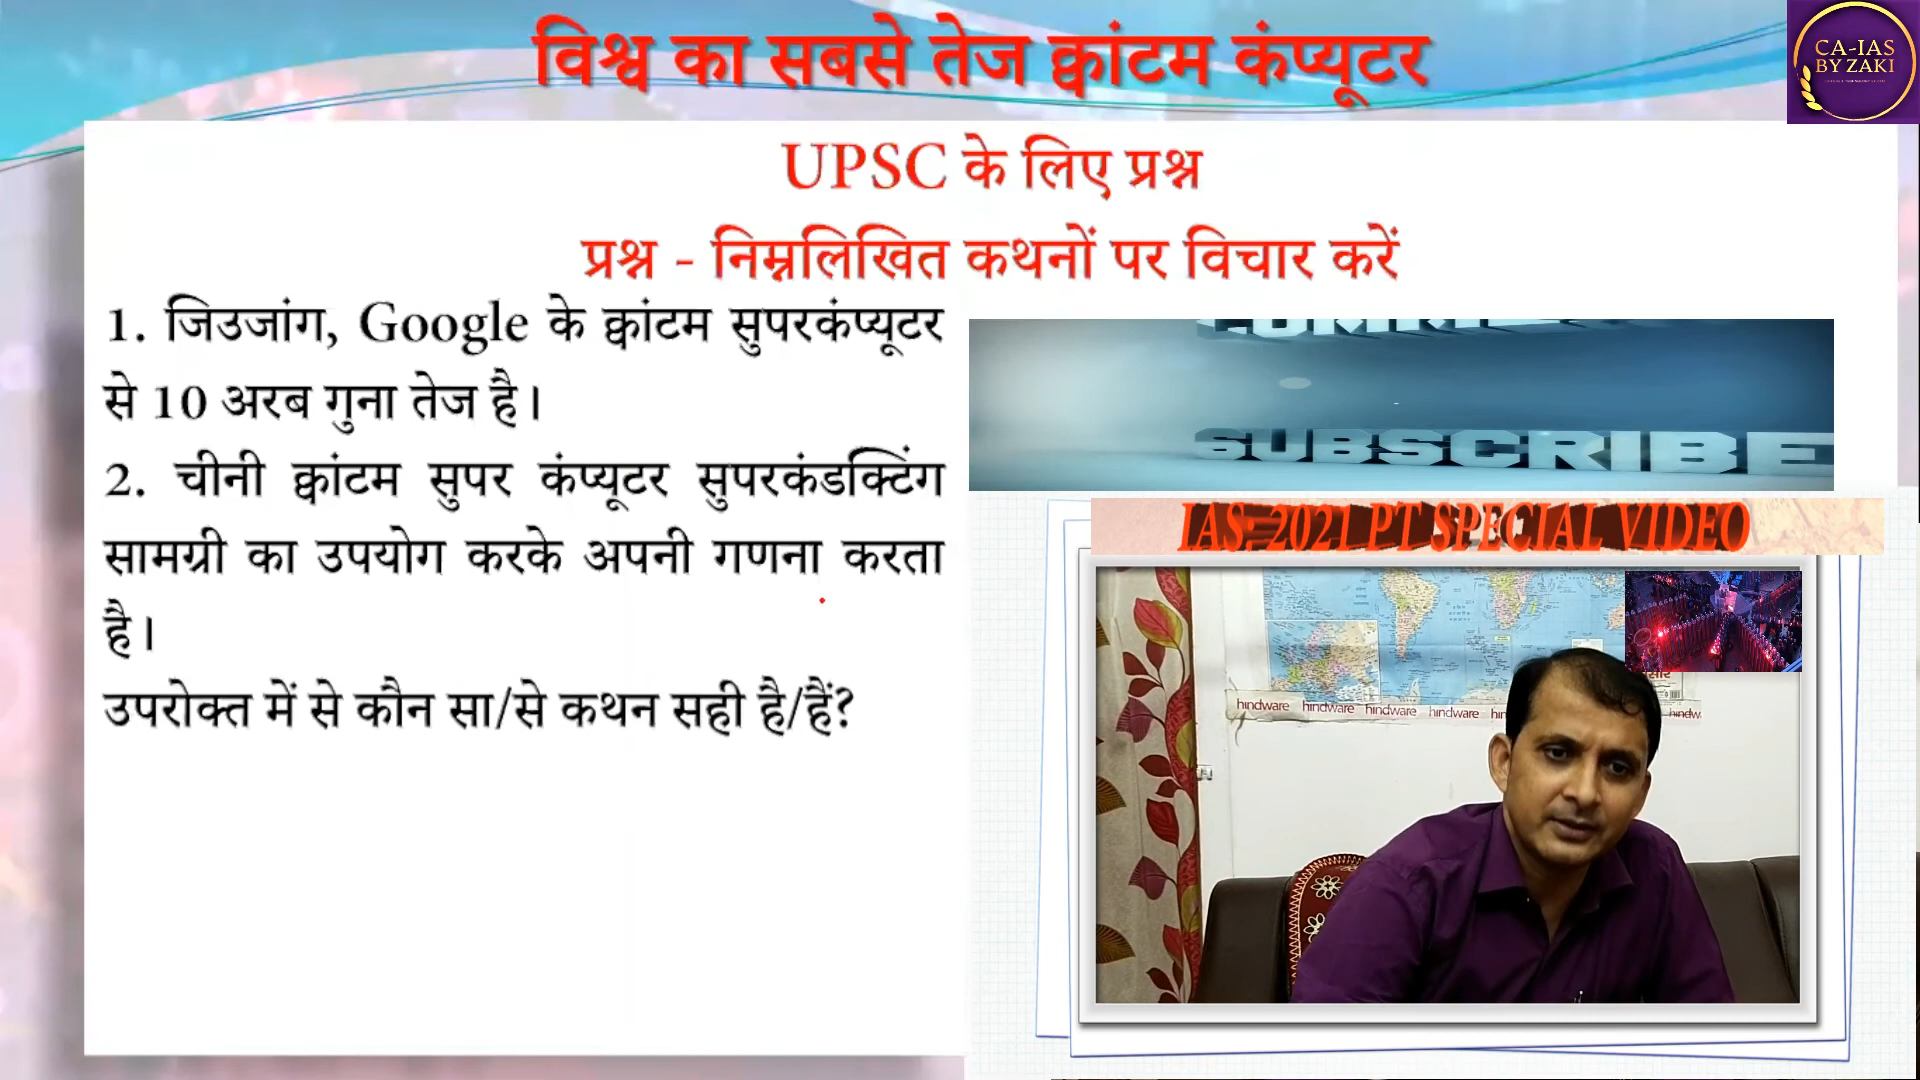 विश्व का सबसे तेज क्वांटम कंप्यूटर
CA-IAS
BY ZAKI
UPSC के लिए प्रश्न
प्रश्न - निम्नलिखित कथनों पर विचार करें
1. जिउजांग, Google के क्वांटम सुपरकंप्यूटर
से 10 अरब गुना तेज है।
2. चीनी क्वांटम सुपर कंप्यूटर सुपरकंडक्टिंग
सामग्री का उपयोग करके अपनी गणना करता
है।
उपरोक्त में से कौन सा/से कथन सही है/हैं?
SUBSCRIBE
IAS- 2021 PT SPECIAL VIDEO
hindware hindware hindware hindware